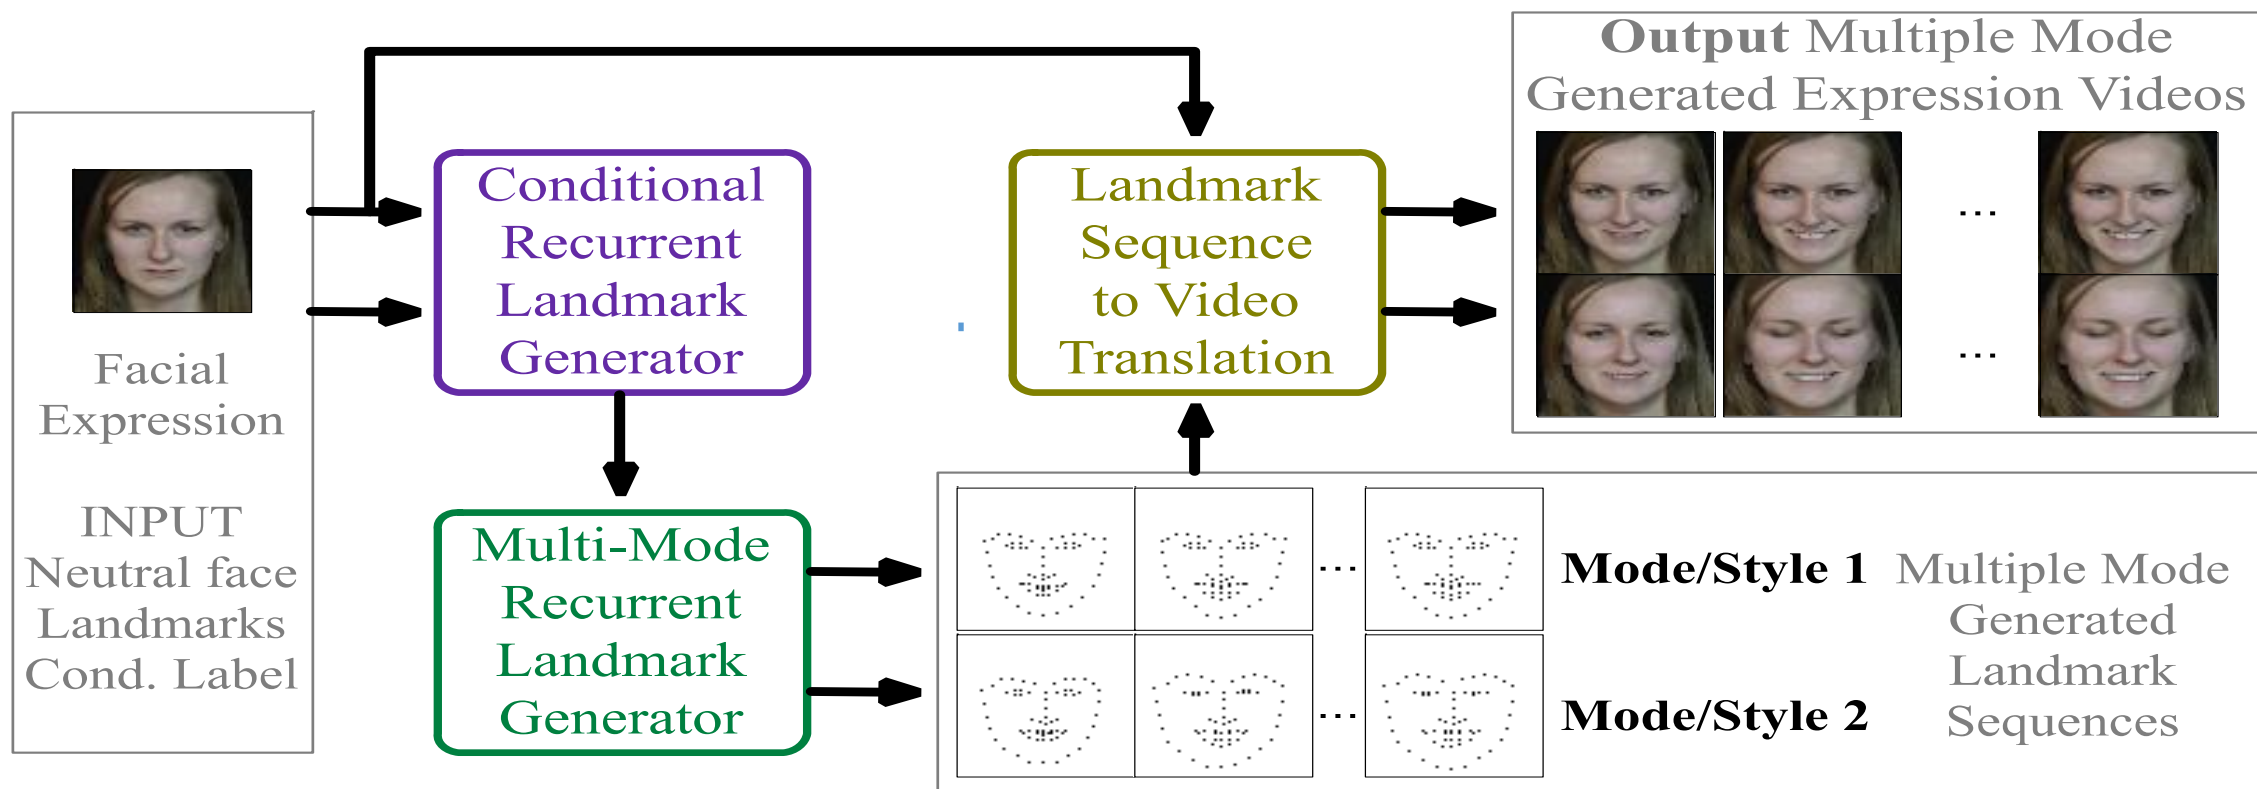 Facial
Expression
INPUT
Neutral face
Landmarks
Cond. Label
Conditional
Recurrent
Landmark
Generator
Multi-Mode
Recurrent
Landmark
Generator
Landmark
Sequence
to Video
Translation
Output Multiple Mode
Generated Expression Videos
...
...
...
...
Mode/Style 1
Mode/Style 2
Multiple Mode
Generated
Landmark
Sequences